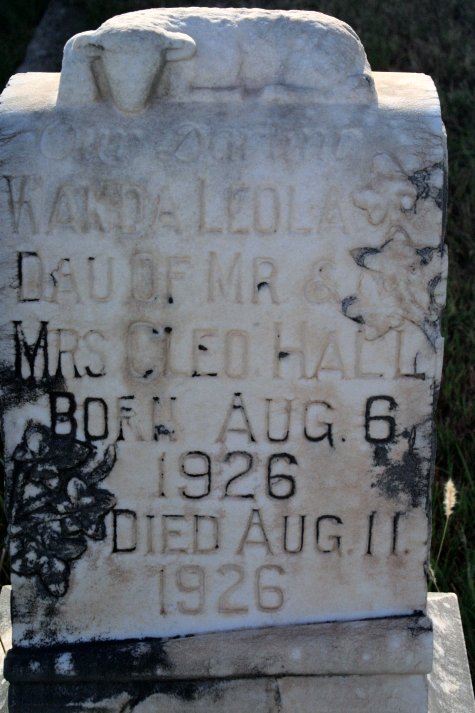 Our Darling
WANDA LEOLA
DAU OF MR &
MRS CLEO HALL
BORN AUG. 6
1926
DIED AUG. 11.
1926